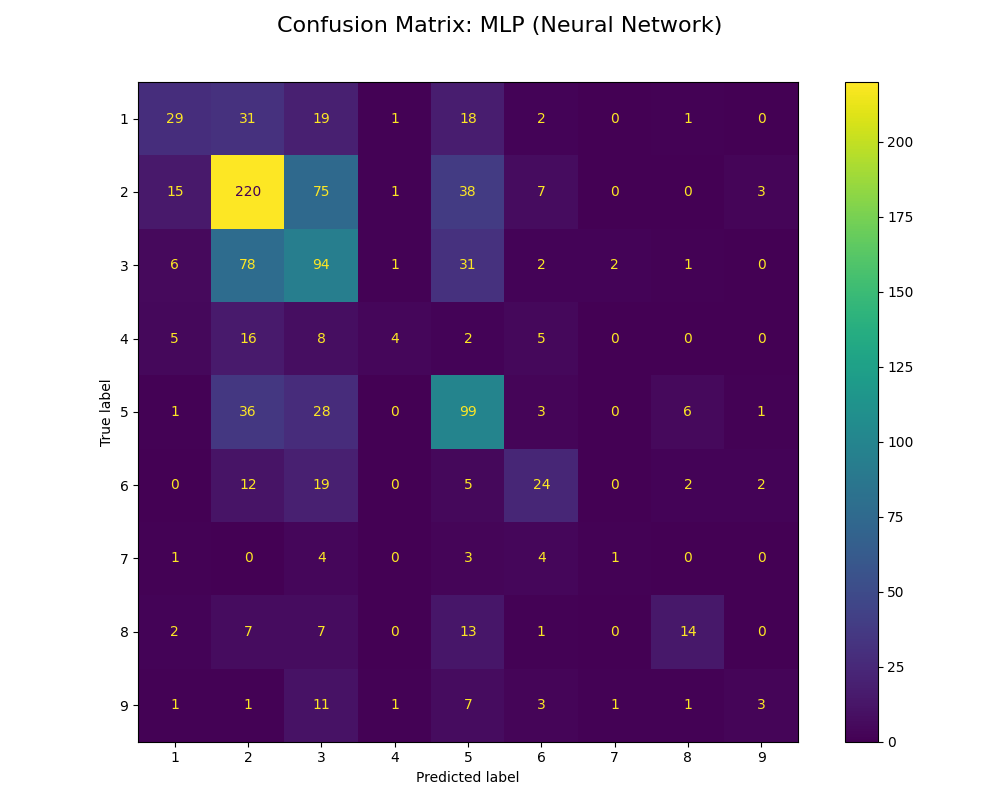 Confusion Matrix: MLP (Neural Network)
1 29 31 19 1 18 2 0 1 0
2 15 220 75 1 38 7 0 0 3
3 6 78 94 1 31 2 2 1 0
4 5 16 8 4 2 5 0 0 0
5 1 36 28 0 99 3 0 6 1
6 0 12 19 0 5 24 0 2 2
7 1 0 4 0 3 4 1 0 0
8 2 7 7 0 13 1 0 14 0
9 1 1 11 1 7 3 1 1 3
1 2 3 4 5 6 7 8 9
Predicted label
True label
200
175
150
125
100
75
50
25
0